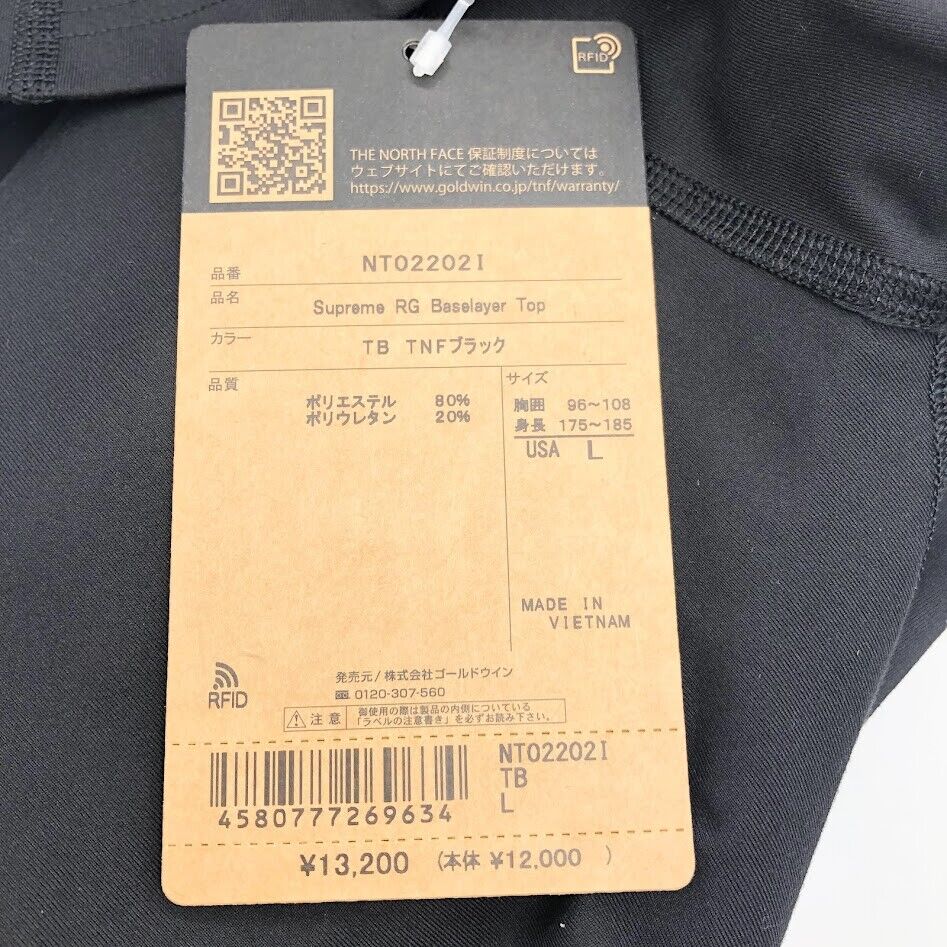 RFID
THE NORTH FACE 保証制度については
ウェブサイトにてご確認いただけます。
https://www.goldwin.co.jp/tnf/warranty/
品番 NT02202I
品名 Supreme RG Baselayer Top
カラー TB TNFブラック
品質
ポリエステル 80%
ポリウレタン 20%
サイズ
胸囲 96~108
身長 175~185
USA L
MADE IN
VIETNAM
RFID
発売元/株式会社ゴールドウイン
0120-307-560
注意
御使用の際は製品の内側についている
「ラベルの注意書き」を必ずお読み下さい。
4580777269634
NT02202I
TB
L
¥13,200 (本体 ¥12,000 )